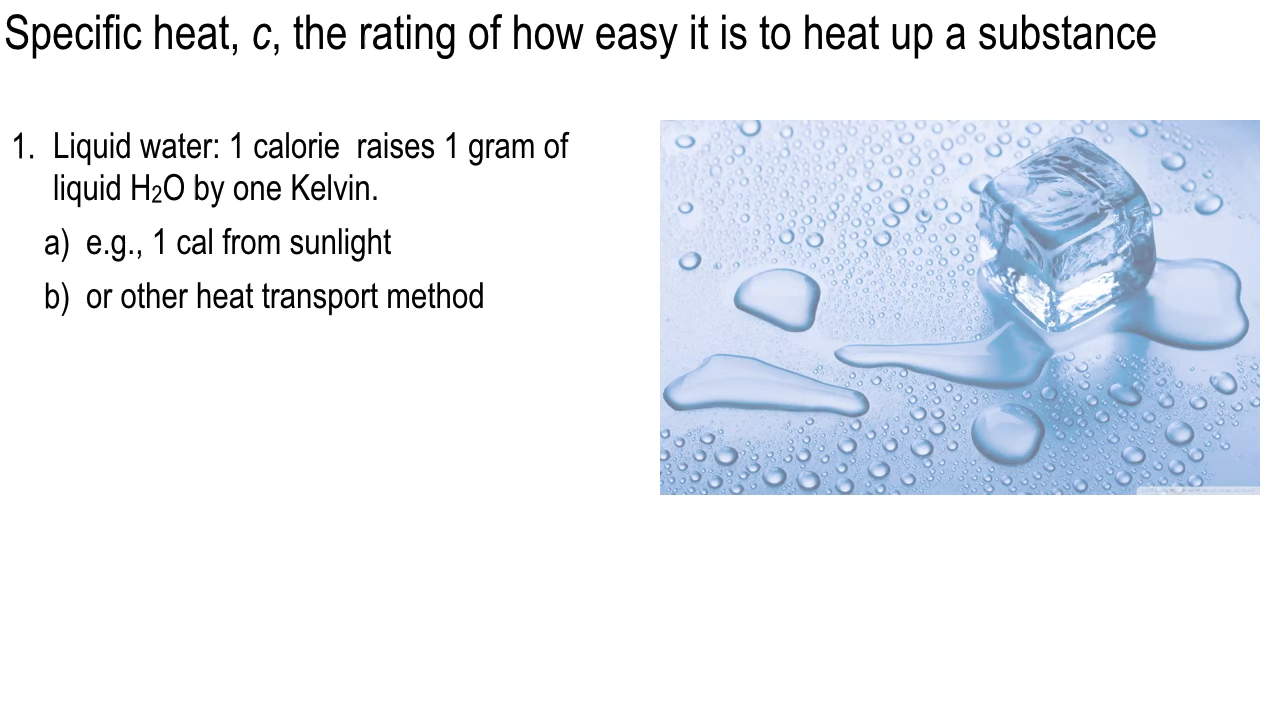 Specific heat, c, the rating of how easy it is to heat up a substance
1. Liquid water: 1 calorie  raises 1 gram of
liquid H₂O by one Kelvin.
a) e.g., 1 cal from sunlight
b) or other heat transport method